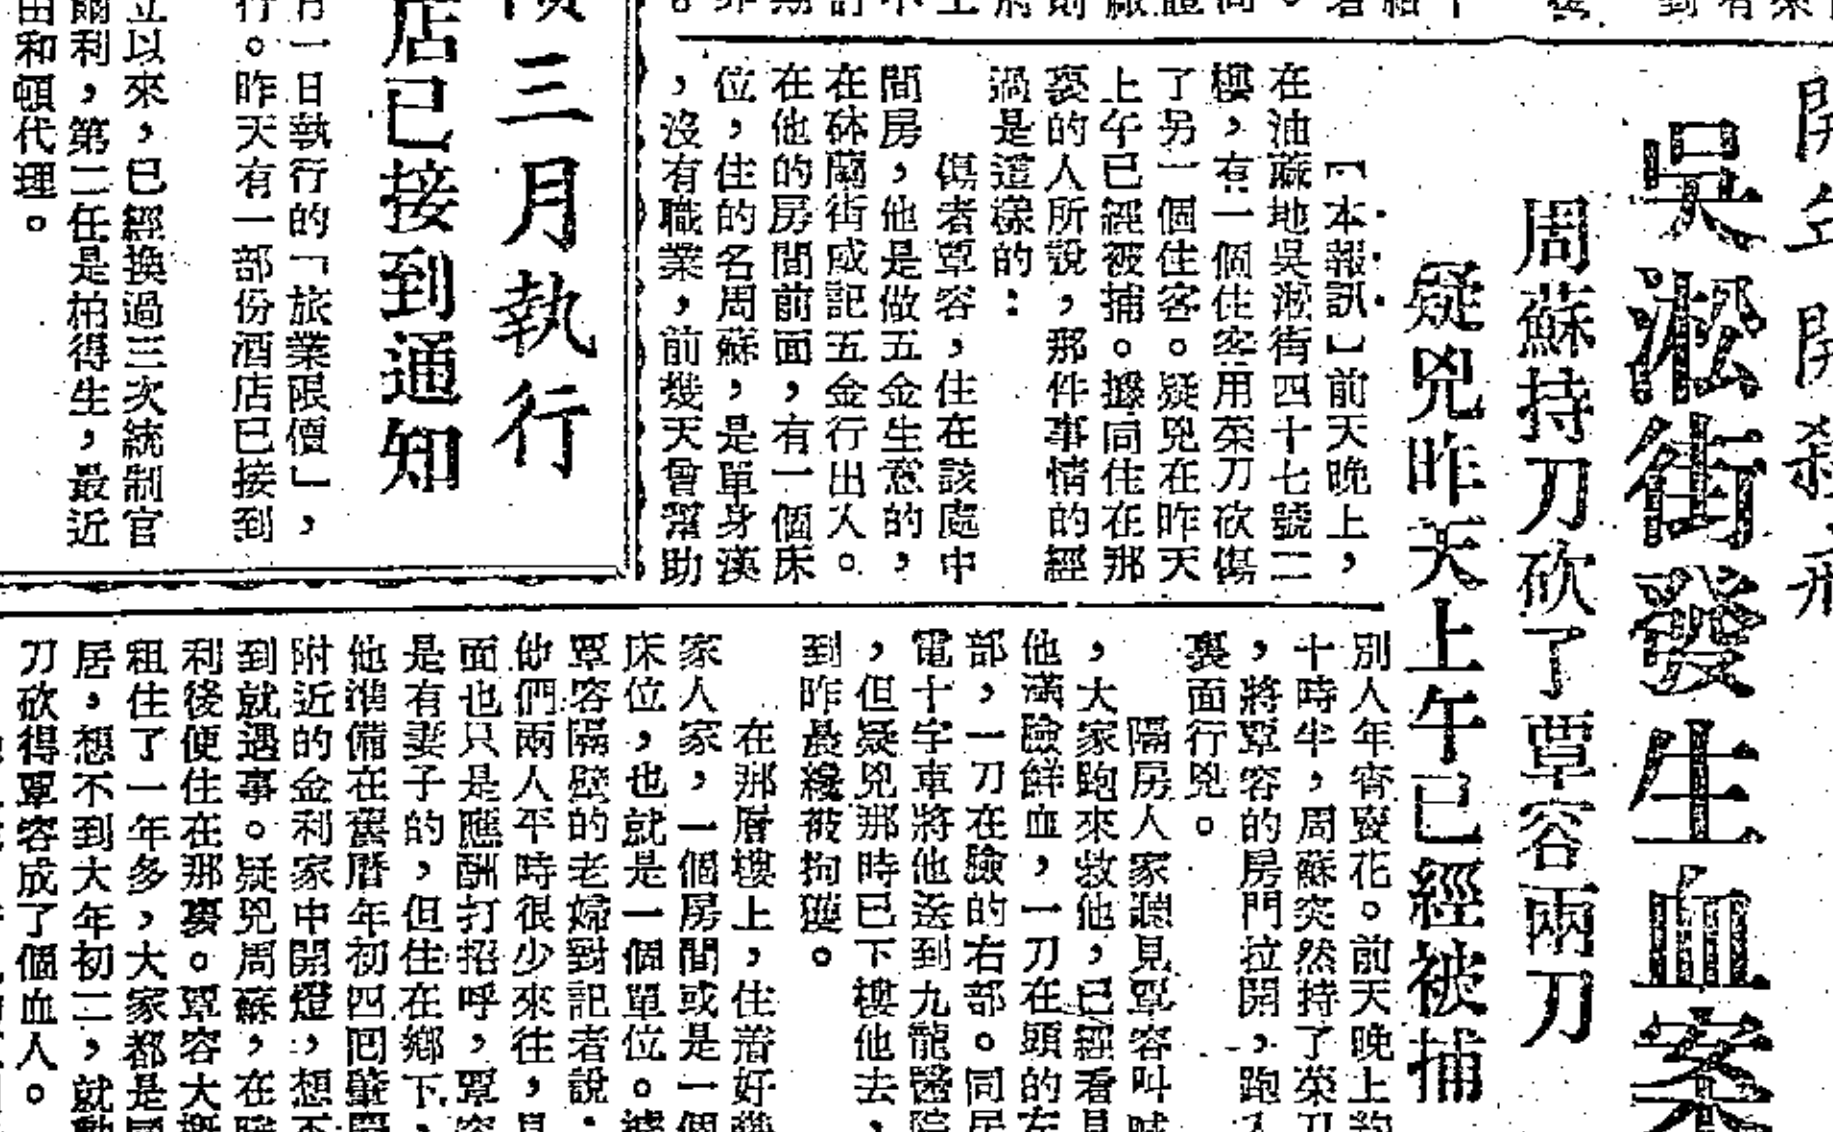 吳淞街發生血案
周蘇持刀砍了覃容兩刀
疑兇昨天上午已經被捕
【本報訊】前天晚上，
在油蔴地吳淞街四十七號二
樓，有一個住客用菜刀砍傷
了另一個住客。疑兇在昨天
上午已經被捕。據同住在那
裏的人所說，那件事情的經
過是這樣的：
傷者覃容，住在該處中
間房，他是做五金生意的，
在砵蘭街成記五金行出入。
在他的房間前面，有一個床
位，住的名周蘇，是單身漢
，沒有職業，前幾天曾幫助
別人年宵賣花。前天晚上約
十時半，周蘇突然持了菜刀
，將覃容的房門拉開，跑入
裏面行兇。
隔房人家聽見覃容叫喊
，大家跑來救他，已經看見
他滿臉鮮血，一刀在頭的左
部，一刀在臉的右部。同居
電十字車將他送到九龍醫院
，但疑兇那時已下樓他去，
到昨晨纔被拘獲。
在那層樓上，住着好幾
家人家，一個房間或是一個
床位，也就是一個單位。據
覃容隔壁的老婦對記者說：
他們兩人平時很少來往，見
面也只是應酬打招呼，覃容
是有妻子的，但住在鄉下，
他準備在舊曆年初四囘肇慶
附近的金利家中開燈，想不
到就遇事。疑兇周蘇，在勝
利後便住在那裏。覃容大概
租住了一年多，大家都是同
居，想不到大年初二，就動
刀砍得覃容成了個血人。
三月執行
店已接到通知
月一日執行的「旅業限價」，
行。昨天有一部份酒店已接到
立以來，已經換過三次統制官
爾利，第二任是柏得生，最近
由和頓代理。